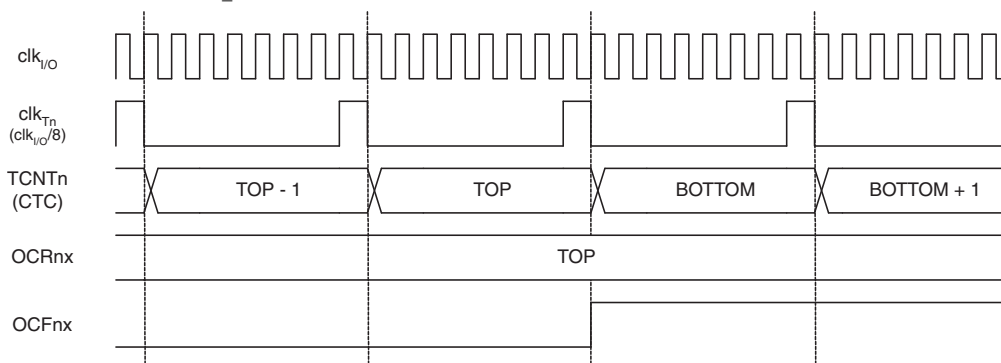 clkI/O
clkTn
(clkI/O/8)
TCNTn
(CTC)
TOP - 1
TOP
BOTTOM
BOTTOM + 1
OCRnx
TOP
OCFnx